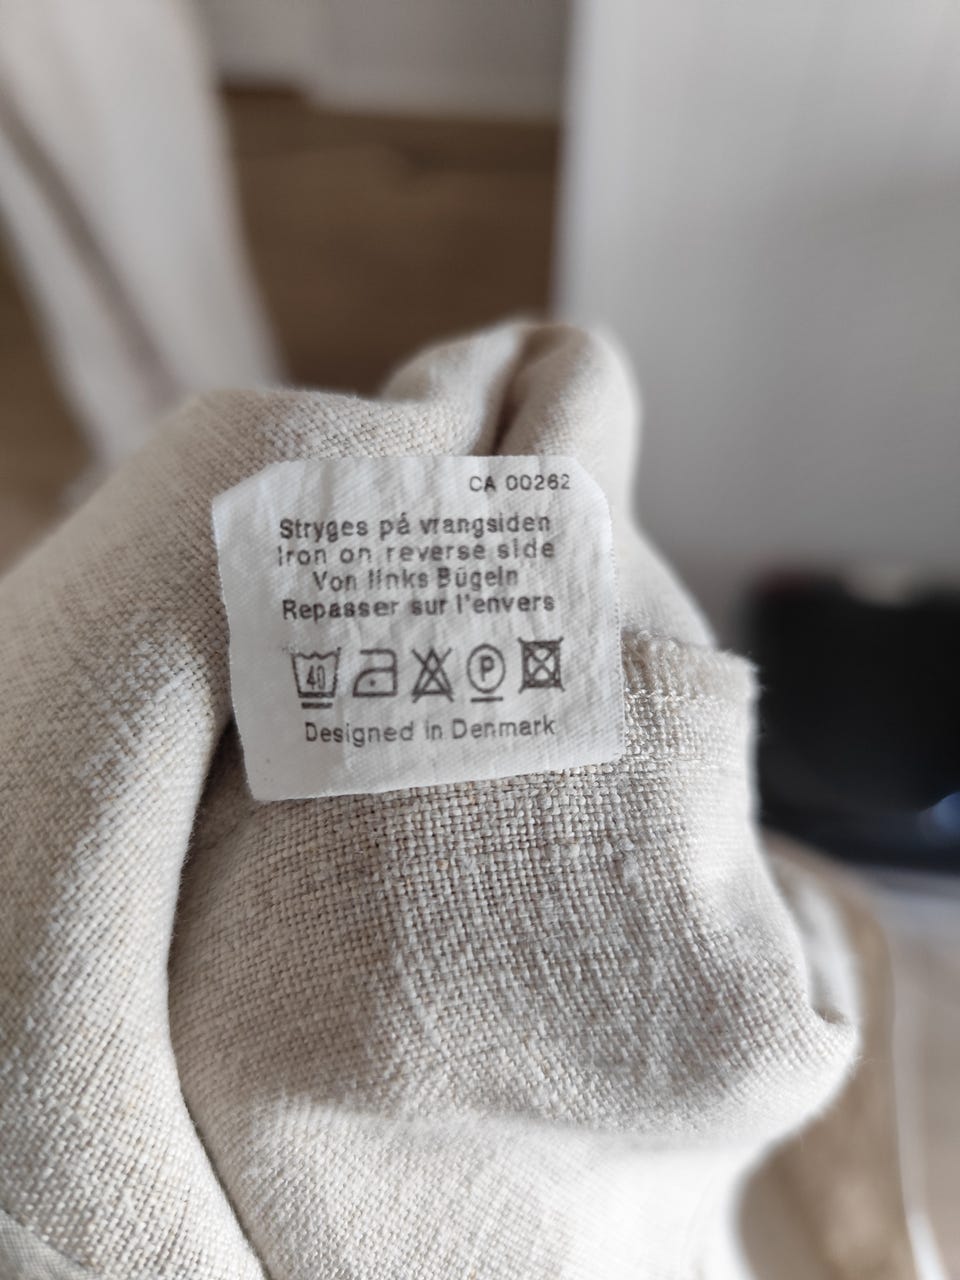 CA 00262
Stryges på vrangsiden
Iron on reverse side
Von links Bügeln
Repasser sur l'envers
40 P
Designed in Denmark